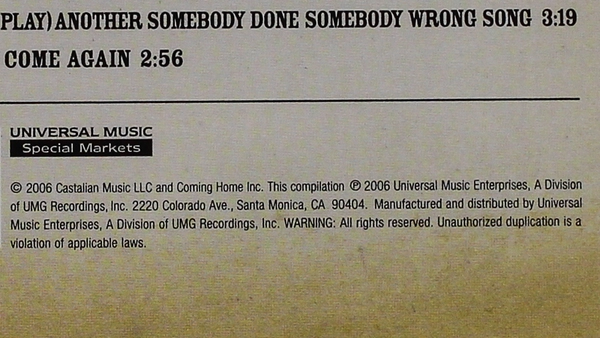 PLAY) ANOTHER SOMEBODY DONE SOMEBODY WRONG SONG 3:19
COME AGAIN 2:56
UNIVERSAL MUSIC
Special Markets
© 2006 Castalian Music LLC and Coming Home Inc. This compilation ℗ 2006 Universal Music Enterprises, A Division
of UMG Recordings, Inc. 2220 Colorado Ave., Santa Monica, CA 90404. Manufactured and distributed by Universal
Music Enterprises, A Division of UMG Recordings, Inc. WARNING: All rights reserved. Unauthorized duplication is a
violation of applicable laws.